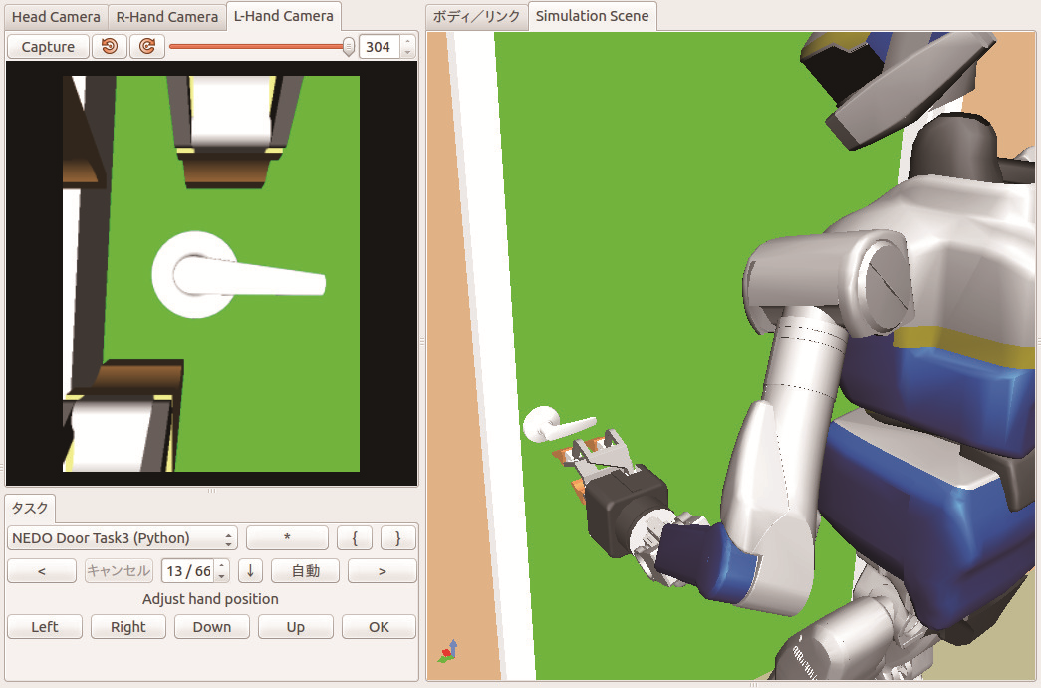 Head Camera
R-Hand Camera
L-Hand Camera
Capture
304
タスク
NEDO Door Task3 (Python)
*
{
}
<
キャンセル
13 / 66
↓
自動
>
Adjust hand position
Left
Right
Down
Up
OK
ボディ／リンク
Simulation Scene